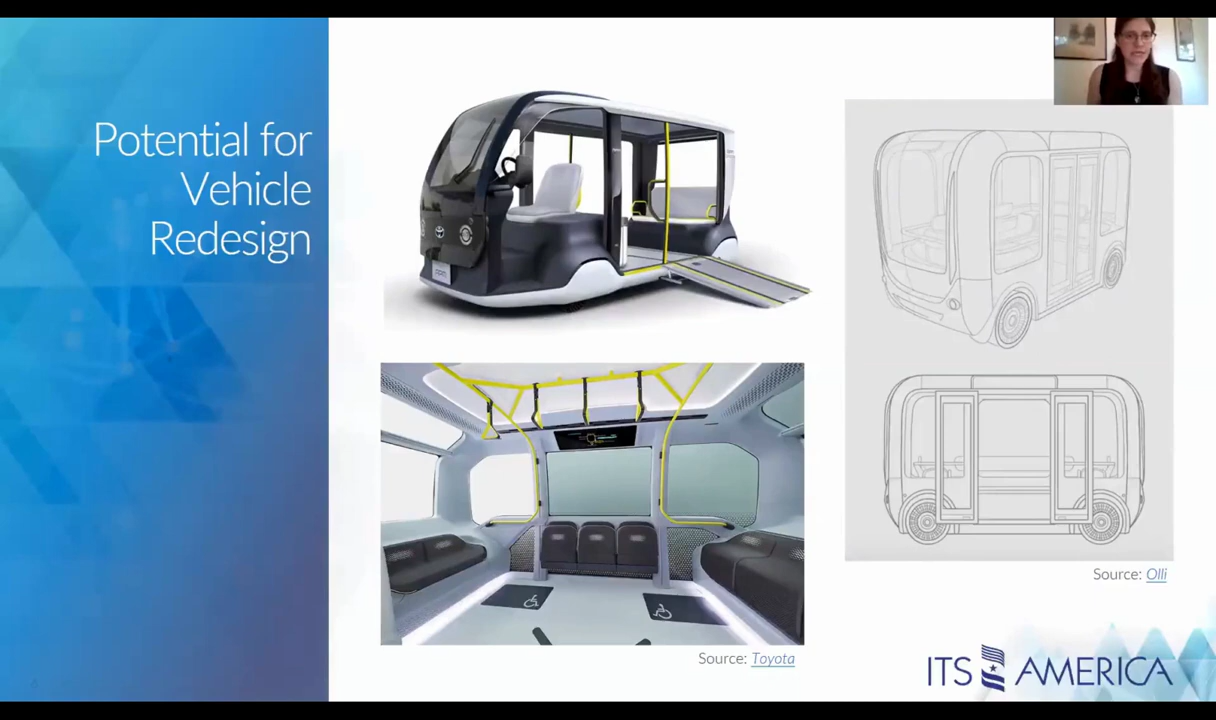 Potential for
Vehicle
Redesign
Source: Olli
Source: Toyota
ITS AMERICA